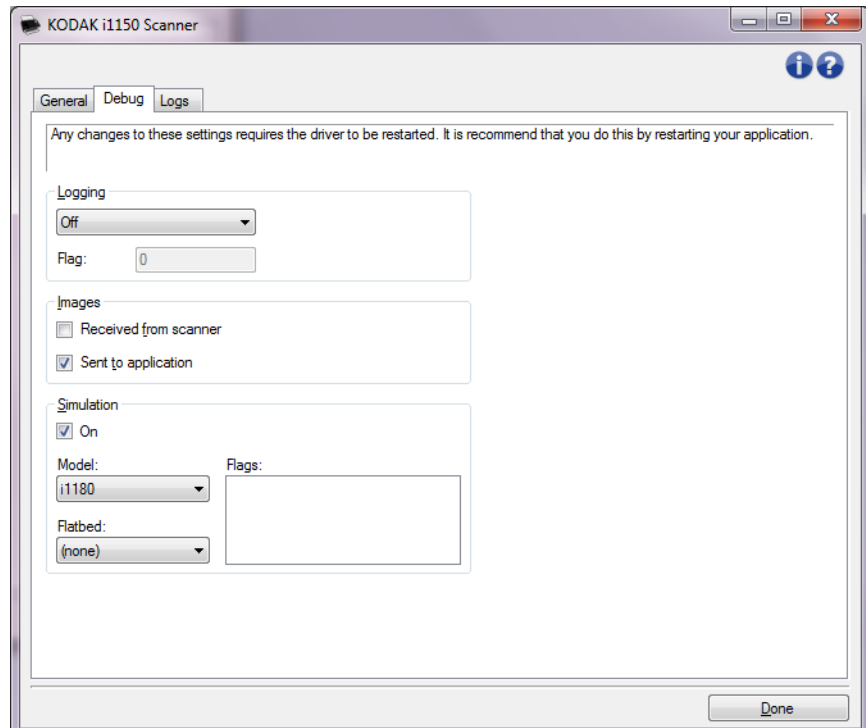 KODAK i1150 Scanner
General Debug Logs
Any changes to these settings requires the driver to be restarted. It is recommend that you do this by restarting your application.
Logging
Off
Flag: 0
Images
Received from scanner
Sent to application
Simulation
On
Model: Flags:
i1180
Flatbed:
(none)
Done